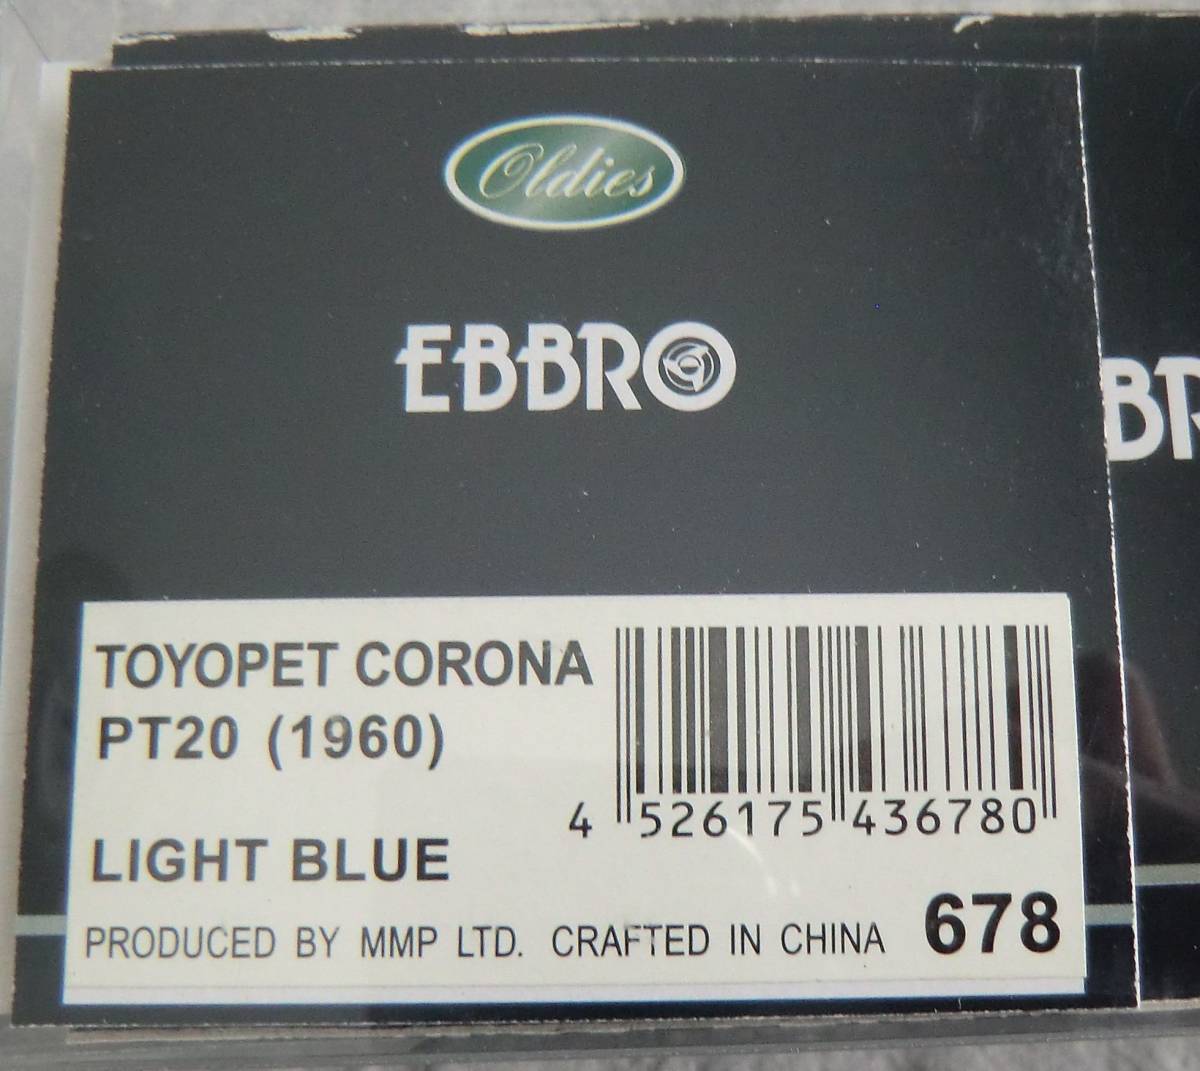 Oldies
EBBRO
BR
TOYOPET CORONA
PT20 (1960)
LIGHT BLUE
4 526175 436780
PRODUCED BY MMP LTD. CRAFTED IN CHINA 678